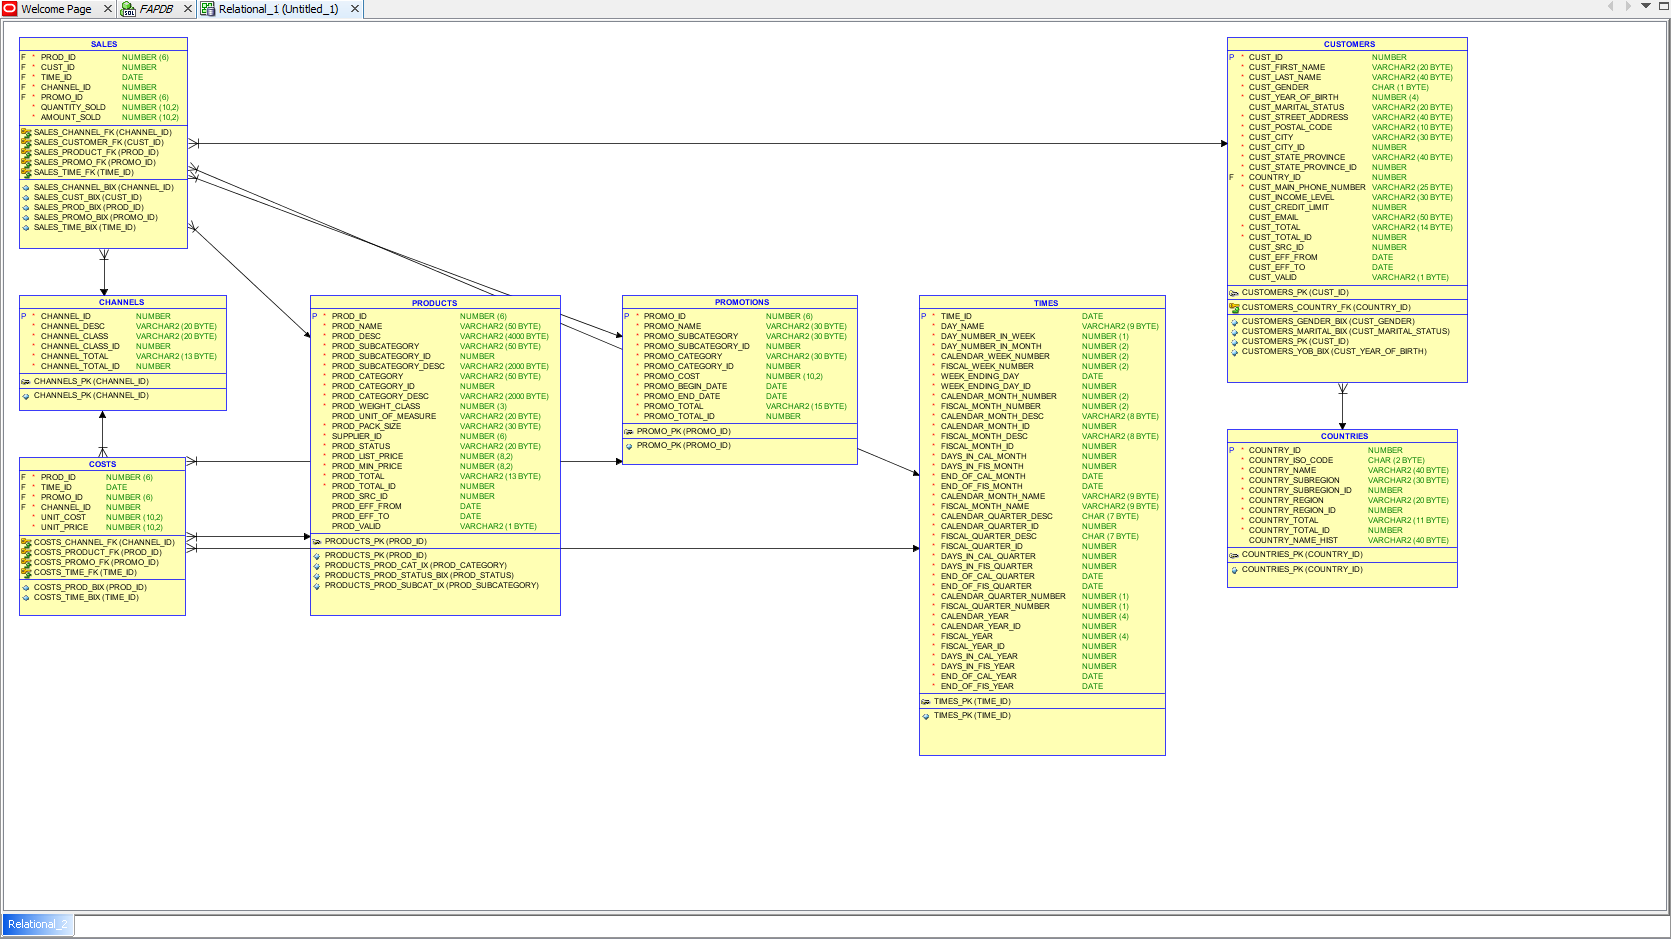 Welcome Page
FAPDB
Relational_1 (Untitled_1)
SALES
F * PROD_ID NUMBER (6)
F * CUST_ID NUMBER
F * TIME_ID DATE
F * CHANNEL_ID NUMBER
F * PROMO_ID NUMBER (6)
* QUANTITY_SOLD NUMBER (10,2)
* AMOUNT_SOLD NUMBER (10,2)
SALES_CHANNEL_FK (CHANNEL_ID)
SALES_CUSTOMER_FK (CUST_ID)
SALES_PRODUCT_FK (PROD_ID)
SALES_PROMO_FK (PROMO_ID)
SALES_TIME_FK (TIME_ID)
SALES_CHANNEL_BIX (CHANNEL_ID)
SALES_CUST_BIX (CUST_ID)
SALES_PROD_BIX (PROD_ID)
SALES_PROMO_BIX (PROMO_ID)
SALES_TIME_BIX (TIME_ID)
CUSTOMERS
P * CUST_ID NUMBER
* CUST_FIRST_NAME VARCHAR2 (20 BYTE)
* CUST_LAST_NAME VARCHAR2 (40 BYTE)
* CUST_GENDER CHAR (1 BYTE)
* CUST_YEAR_OF_BIRTH NUMBER (4)
CUST_MARITAL_STATUS VARCHAR2 (20 BYTE)
* CUST_STREET_ADDRESS VARCHAR2 (40 BYTE)
* CUST_POSTAL_CODE VARCHAR2 (10 BYTE)
* CUST_CITY VARCHAR2 (30 BYTE)
* CUST_CITY_ID NUMBER
* CUST_STATE_PROVINCE VARCHAR2 (40 BYTE)
* CUST_STATE_PROVINCE_ID NUMBER
F * COUNTRY_ID NUMBER
* CUST_MAIN_PHONE_NUMBER VARCHAR2 (25 BYTE)
CUST_INCOME_LEVEL VARCHAR2 (30 BYTE)
CUST_CREDIT_LIMIT NUMBER
CUST_EMAIL VARCHAR2 (50 BYTE)
* CUST_TOTAL VARCHAR2 (14 BYTE)
* CUST_TOTAL_ID NUMBER
CUST_SRC_ID NUMBER
CUST_EFF_FROM DATE
CUST_EFF_TO DATE
CUST_VALID VARCHAR2 (1 BYTE)
CUSTOMERS_PK (CUST_ID)
CUSTOMERS_COUNTRY_FK (COUNTRY_ID)
CUSTOMERS_GENDER_BIX (CUST_GENDER)
CUSTOMERS_MARITAL_BIX (CUST_MARITAL_STATUS)
CUSTOMERS_PK (CUST_ID)
CUSTOMERS_YOB_BIX (CUST_YEAR_OF_BIRTH)
CHANNELS
P * CHANNEL_ID NUMBER
* CHANNEL_DESC VARCHAR2 (20 BYTE)
* CHANNEL_CLASS VARCHAR2 (20 BYTE)
* CHANNEL_CLASS_ID NUMBER
* CHANNEL_TOTAL VARCHAR2 (13 BYTE)
* CHANNEL_TOTAL_ID NUMBER
CHANNELS_PK (CHANNEL_ID)
CHANNELS_PK (CHANNEL_ID)
PRODUCTS
P * PROD_ID NUMBER (6)
* PROD_NAME VARCHAR2 (50 BYTE)
* PROD_DESC VARCHAR2 (4000 BYTE)
* PROD_SUBCATEGORY VARCHAR2 (50 BYTE)
* PROD_SUBCATEGORY_ID NUMBER
* PROD_SUBCATEGORY_DESC VARCHAR2 (2000 BYTE)
* PROD_CATEGORY VARCHAR2 (50 BYTE)
* PROD_CATEGORY_ID NUMBER
* PROD_CATEGORY_DESC VARCHAR2 (2000 BYTE)
* PROD_WEIGHT_CLASS NUMBER (3)
* PROD_UNIT_OF_MEASURE VARCHAR2 (20 BYTE)
* PROD_PACK_SIZE VARCHAR2 (30 BYTE)
* SUPPLIER_ID NUMBER (6)
* PROD_STATUS VARCHAR2 (20 BYTE)
* PROD_LIST_PRICE NUMBER (8,2)
* PROD_MIN_PRICE NUMBER (8,2)
* PROD_TOTAL VARCHAR2 (13 BYTE)
* PROD_TOTAL_ID NUMBER
PROD_SRC_ID NUMBER
PROD_EFF_FROM DATE
PROD_EFF_TO DATE
PROD_VALID VARCHAR2 (1 BYTE)
PRODUCTS_PK (PROD_ID)
PRODUCTS_PK (PROD_ID)
PRODUCTS_PROD_CAT_IX (PROD_CATEGORY)
PRODUCTS_PROD_STATUS_BIX (PROD_STATUS)
PRODUCTS_PROD_SUBCAT_IX (PROD_SUBCATEGORY)
PROMOTIONS
P * PROMO_ID NUMBER (6)
* PROMO_NAME VARCHAR2 (30 BYTE)
* PROMO_SUBCATEGORY VARCHAR2 (30 BYTE)
* PROMO_SUBCATEGORY_ID NUMBER
* PROMO_CATEGORY VARCHAR2 (30 BYTE)
* PROMO_CATEGORY_ID NUMBER
* PROMO_COST NUMBER (10,2)
* PROMO_BEGIN_DATE DATE
* PROMO_END_DATE DATE
* PROMO_TOTAL VARCHAR2 (15 BYTE)
* PROMO_TOTAL_ID NUMBER
PROMO_PK (PROMO_ID)
PROMO_PK (PROMO_ID)
TIMES
P * TIME_ID DATE
* DAY_NAME VARCHAR2 (9 BYTE)
* DAY_NUMBER_IN_WEEK NUMBER (1)
* DAY_NUMBER_IN_MONTH NUMBER (2)
* CALENDAR_WEEK_NUMBER NUMBER (2)
* FISCAL_WEEK_NUMBER NUMBER (2)
* WEEK_ENDING_DAY DATE
* WEEK_ENDING_DAY_ID NUMBER
* CALENDAR_MONTH_NUMBER NUMBER (2)
* FISCAL_MONTH_NUMBER NUMBER (2)
* CALENDAR_MONTH_DESC VARCHAR2 (8 BYTE)
* CALENDAR_MONTH_ID NUMBER
* FISCAL_MONTH_DESC VARCHAR2 (8 BYTE)
* FISCAL_MONTH_ID NUMBER
* DAYS_IN_CAL_MONTH NUMBER
* DAYS_IN_FIS_MONTH NUMBER
* END_OF_CAL_MONTH DATE
* END_OF_FIS_MONTH DATE
* CALENDAR_MONTH_NAME VARCHAR2 (9 BYTE)
* FISCAL_MONTH_NAME VARCHAR2 (9 BYTE)
* CALENDAR_QUARTER_DESC CHAR (7 BYTE)
* CALENDAR_QUARTER_ID NUMBER
* FISCAL_QUARTER_DESC CHAR (7 BYTE)
* FISCAL_QUARTER_ID NUMBER
* DAYS_IN_CAL_QUARTER NUMBER
* DAYS_IN_FIS_QUARTER NUMBER
* END_OF_CAL_QUARTER DATE
* END_OF_FIS_QUARTER DATE
* CALENDAR_QUARTER_NUMBER NUMBER (1)
* FISCAL_QUARTER_NUMBER NUMBER (1)
* CALENDAR_YEAR NUMBER (4)
* CALENDAR_YEAR_ID NUMBER
* FISCAL_YEAR NUMBER (4)
* FISCAL_YEAR_ID NUMBER
* DAYS_IN_CAL_YEAR NUMBER
* DAYS_IN_FIS_YEAR NUMBER
* END_OF_CAL_YEAR DATE
* END_OF_FIS_YEAR DATE
TIMES_PK (TIME_ID)
TIMES_PK (TIME_ID)
COUNTRIES
P * COUNTRY_ID NUMBER
* COUNTRY_ISO_CODE CHAR (2 BYTE)
* COUNTRY_NAME VARCHAR2 (40 BYTE)
* COUNTRY_SUBREGION VARCHAR2 (30 BYTE)
* COUNTRY_SUBREGION_ID NUMBER
* COUNTRY_REGION VARCHAR2 (20 BYTE)
* COUNTRY_REGION_ID NUMBER
* COUNTRY_TOTAL VARCHAR2 (11 BYTE)
* COUNTRY_TOTAL_ID NUMBER
COUNTRY_NAME_HIST VARCHAR2 (40 BYTE)
COUNTRIES_PK (COUNTRY_ID)
COUNTRIES_PK (COUNTRY_ID)
COSTS
F * PROD_ID NUMBER (6)
F * TIME_ID DATE
F * PROMO_ID NUMBER (6)
F * CHANNEL_ID NUMBER
* UNIT_COST NUMBER (10,2)
* UNIT_PRICE NUMBER (10,2)
COSTS_CHANNEL_FK (CHANNEL_ID)
COSTS_PRODUCT_FK (PROD_ID)
COSTS_PROMO_FK (PROMO_ID)
COSTS_TIME_FK (TIME_ID)
COSTS_PROD_BIX (PROD_ID)
COSTS_TIME_BIX (TIME_ID)
Relational_2